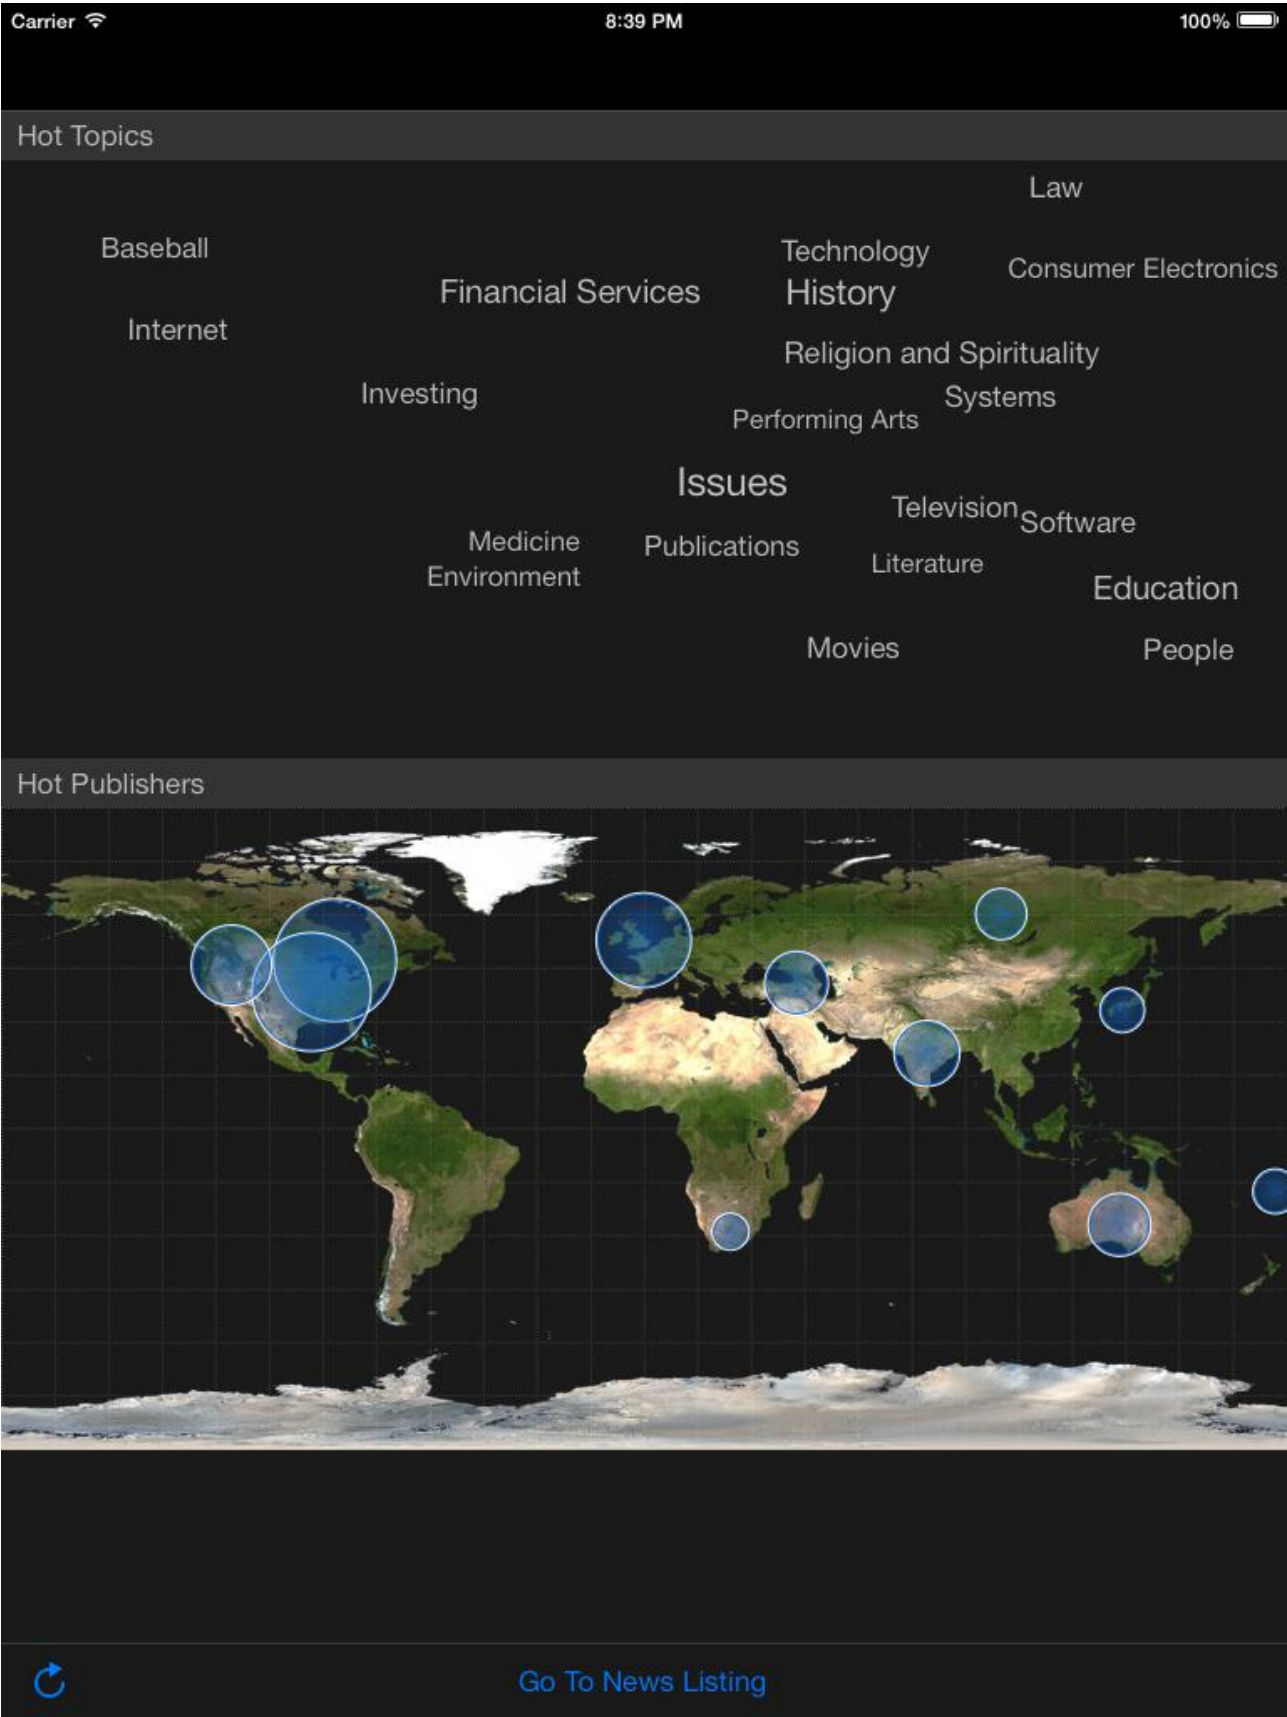 Carrier
8:39 PM
100%
Hot Topics
Law
Baseball
Technology
Consumer Electronics
Financial Services
History
Internet
Religion and Spirituality
Investing
Systems
Performing Arts
Issues
Television
Software
Medicine
Publications
Literature
Environment
Education
Movies
People
Hot Publishers
Go To News Listing